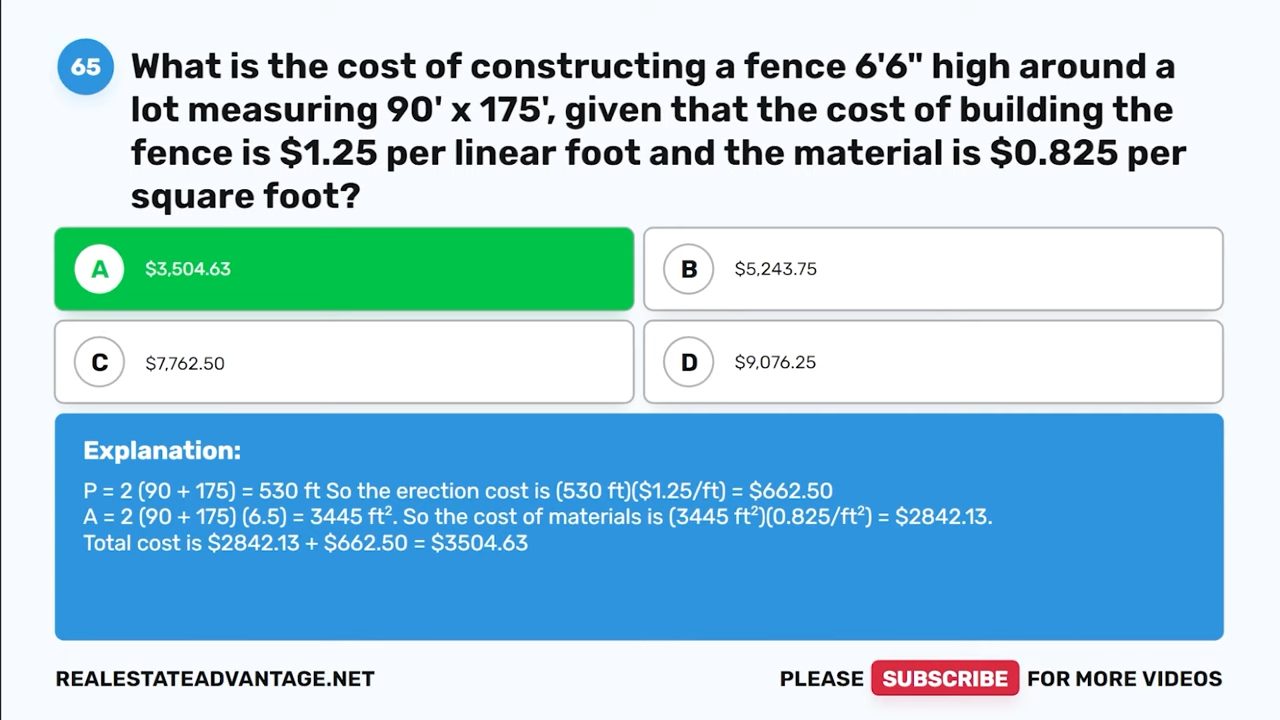 65
What is the cost of constructing a fence 6'6" high around a
lot measuring 90' x 175', given that the cost of building the
fence is $1.25 per linear foot and the material is $0.825 per
square foot?
A $3,504.63
B $5,243.75
C $7,762.50
D $9,076.25
Explanation:
P = 2 (90 + 175) = 530 ft So the erection cost is (530 ft)($1.25/ft) = $662.50
A = 2 (90 + 175) (6.5) = 3445 ft². So the cost of materials is (3445 ft²)(0.825/ft²) = $2842.13.
Total cost is $2842.13 + $662.50 = $3504.63
REALESTATEADVANTAGE.NET
PLEASE SUBSCRIBE FOR MORE VIDEOS